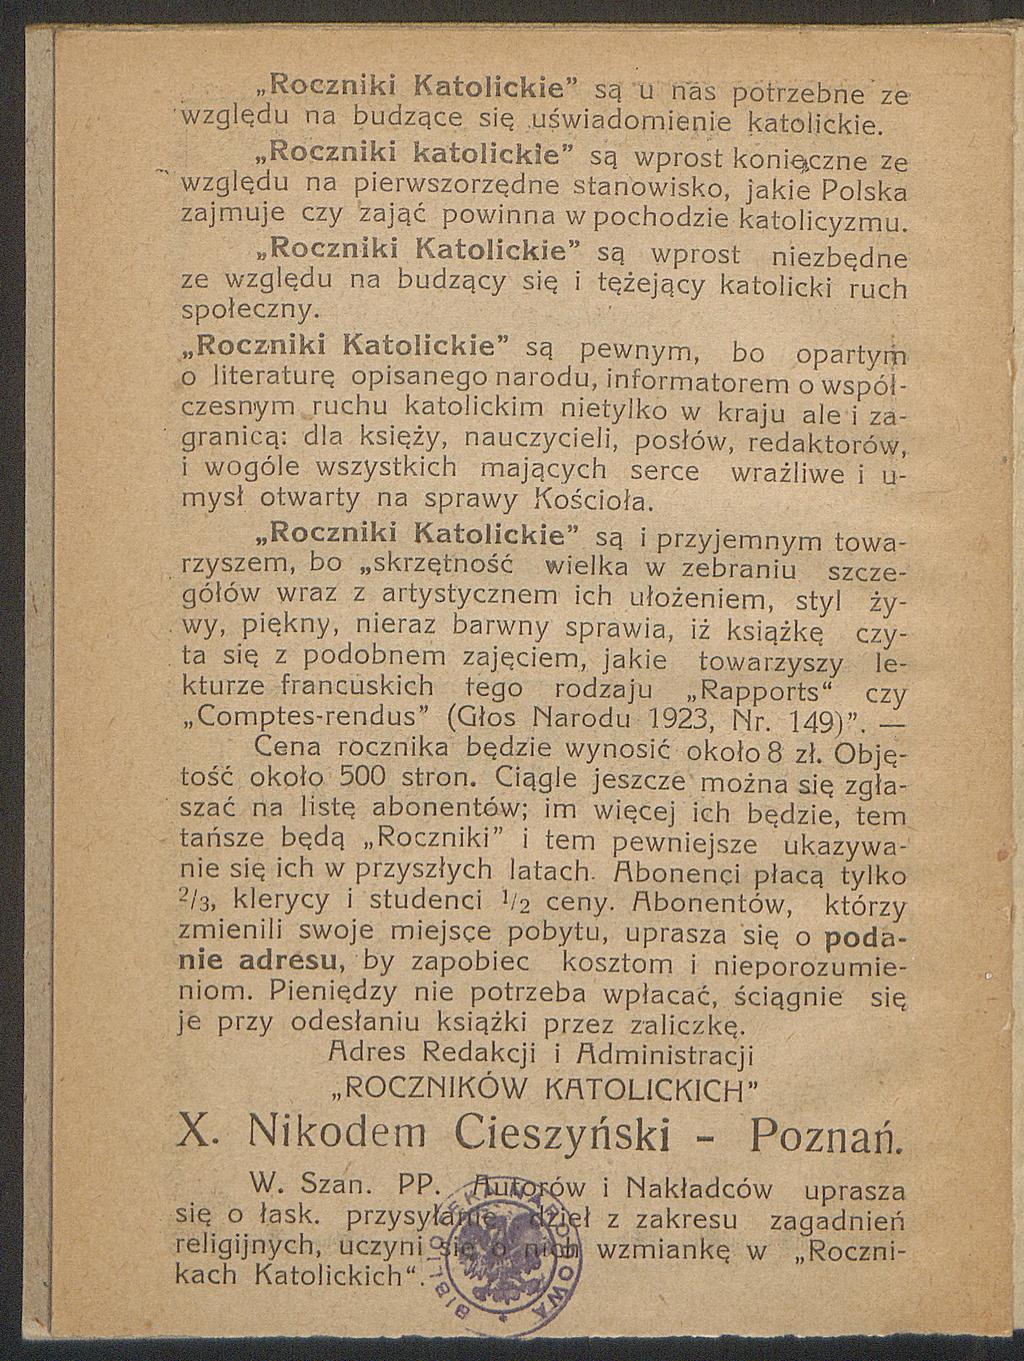 „Roczniki Katolickie” są u nas potrzebne ze
względu na budzące się uświadomienie katolickie.
„Roczniki katolickie” są wprost konięczne ze
względu na pierwszorzędne stanowisko, jakie Polska
zajmuje czy zająć powinna w pochodzie katolicyzmu.
„Roczniki Katolickie” są wprost niezbędne
ze względu na budzący się i tężejący katolicki ruch
społeczny.
„Roczniki Katolickie” są pewnym, bo opartym
o literaturę opisanego narodu, informatorem o współ-
czesnym ruchu katolickim nietylko w kraju ale i za-
granicą: dla księży, nauczycieli, posłów, redaktorów,
i wogóle wszystkich mających serce wrażliwe i u-
mysł otwarty na sprawy Kościoła.
„Roczniki Katolickie” są i przyjemnym towa-
rzyszem, bo „skrzętność wielka w zebraniu szcze-
gółów wraz z artystycznem ich ułożeniem, styl ży-
wy, piękny, nieraz barwny sprawia, iż książkę czy-
ta się z podobnem zajęciem, jakie towarzyszy le-
kturze francuskich tego rodzaju „Rapports“ czy
„Comptes-rendus” (Głos Narodu 1923, Nr. 149)”. —
Cena rocznika będzie wynosić około 8 zł. Obję-
tość około 500 stron. Ciągle jeszcze można się zgła-
szać na listę abonentów; im więcej ich będzie, tem
tańsze będą „Roczniki” i tem pewniejsze ukazywa-
nie się ich w przyszłych latach. Abonenci płacą tylko
2/3, klerycy i studenci 1/2 ceny. Abonentów, którzy
zmienili swoje miejsce pobytu, uprasza się o poda-
nie adresu, by zapobiec kosztom i nieporozumie-
niom. Pieniędzy nie potrzeba wpłacać, ściągnie się
je przy odesłaniu książki przez zaliczkę.
Adres Redakcji i Administracji
„ROCZNIKÓW KATOLICKICH”
X. Nikodem Cieszyński - Poznań.
W. Szan. PP. Autorów i Nakładców uprasza
się o łask. przysyłanie dzieł z zakresu zagadnień
religijnych, uczyni się o nich wzmiankę w „Roczni-
kach Katolickich“.
BIBLIOTEKA NARODOWA